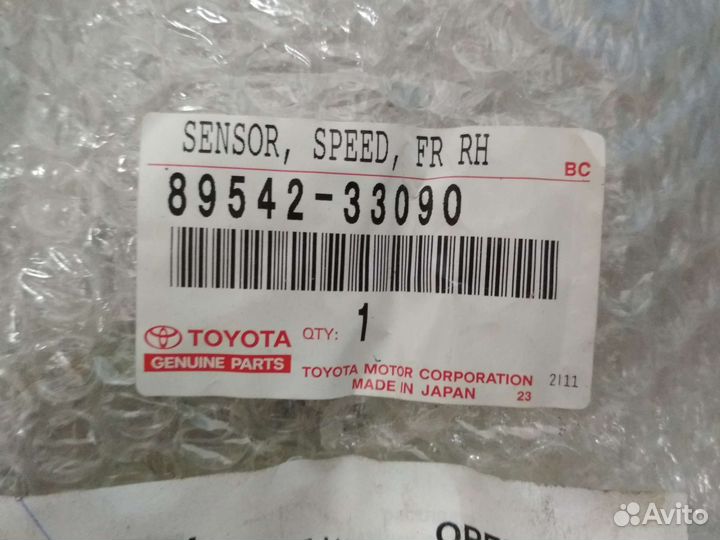 SENSOR, SPEED, FR RH
BC
89542-33090
TOYOTA
GENUINE PARTS
QTY: 1
TOYOTA MOTOR CORPORATION 2111
MADE IN JAPAN 23
Avito